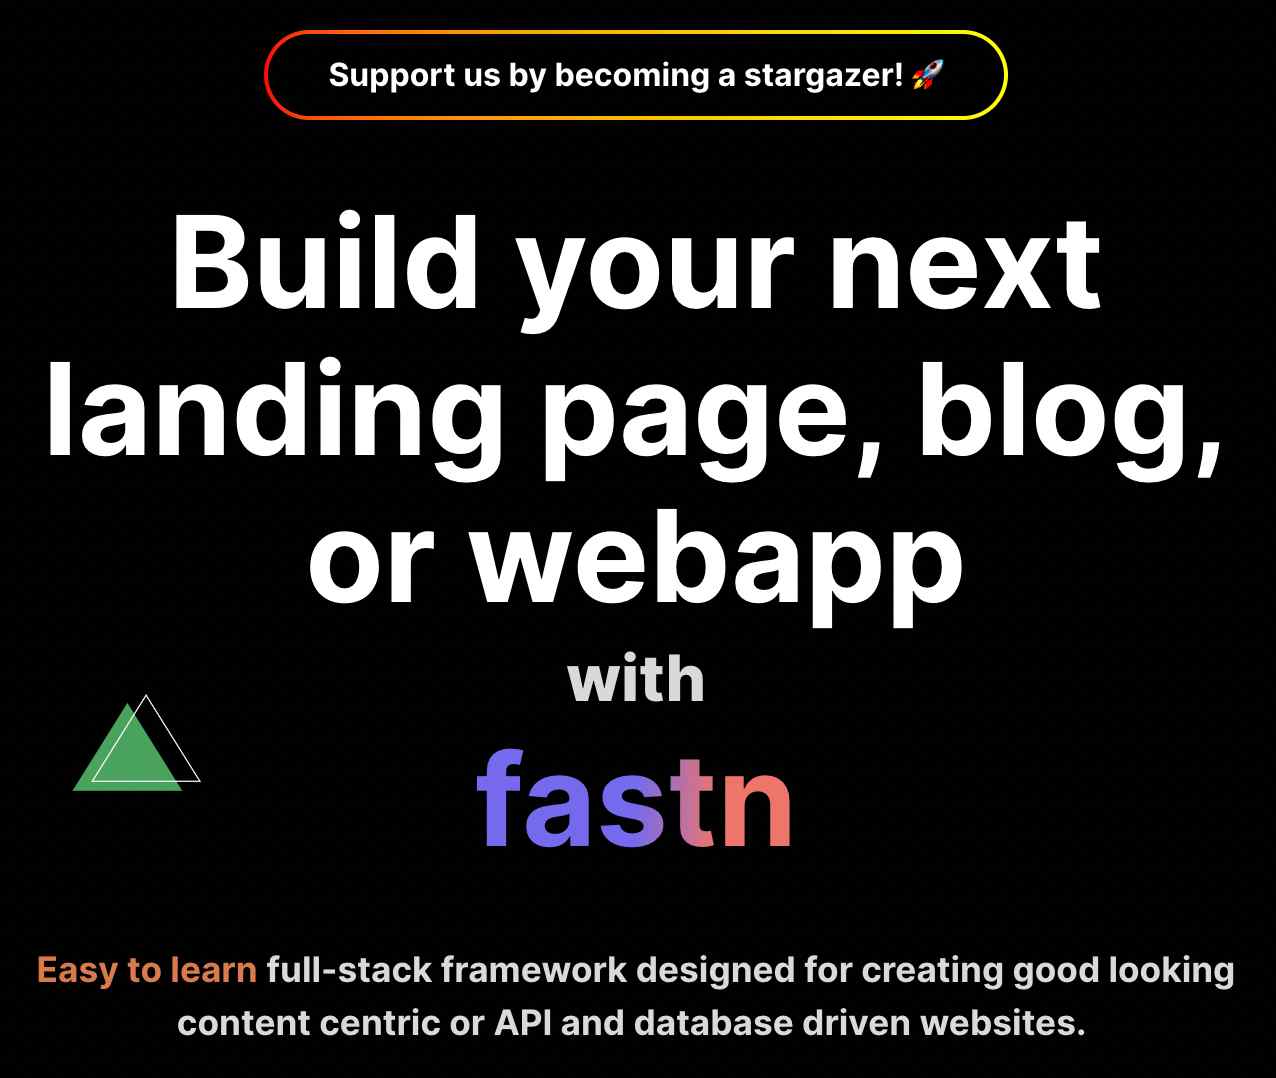 Support us by becoming a stargazer! 🚀
Build your next
landing page, blog,
or webapp
with
fastn
Easy to learn full-stack framework designed for creating good looking
content centric or API and database driven websites.